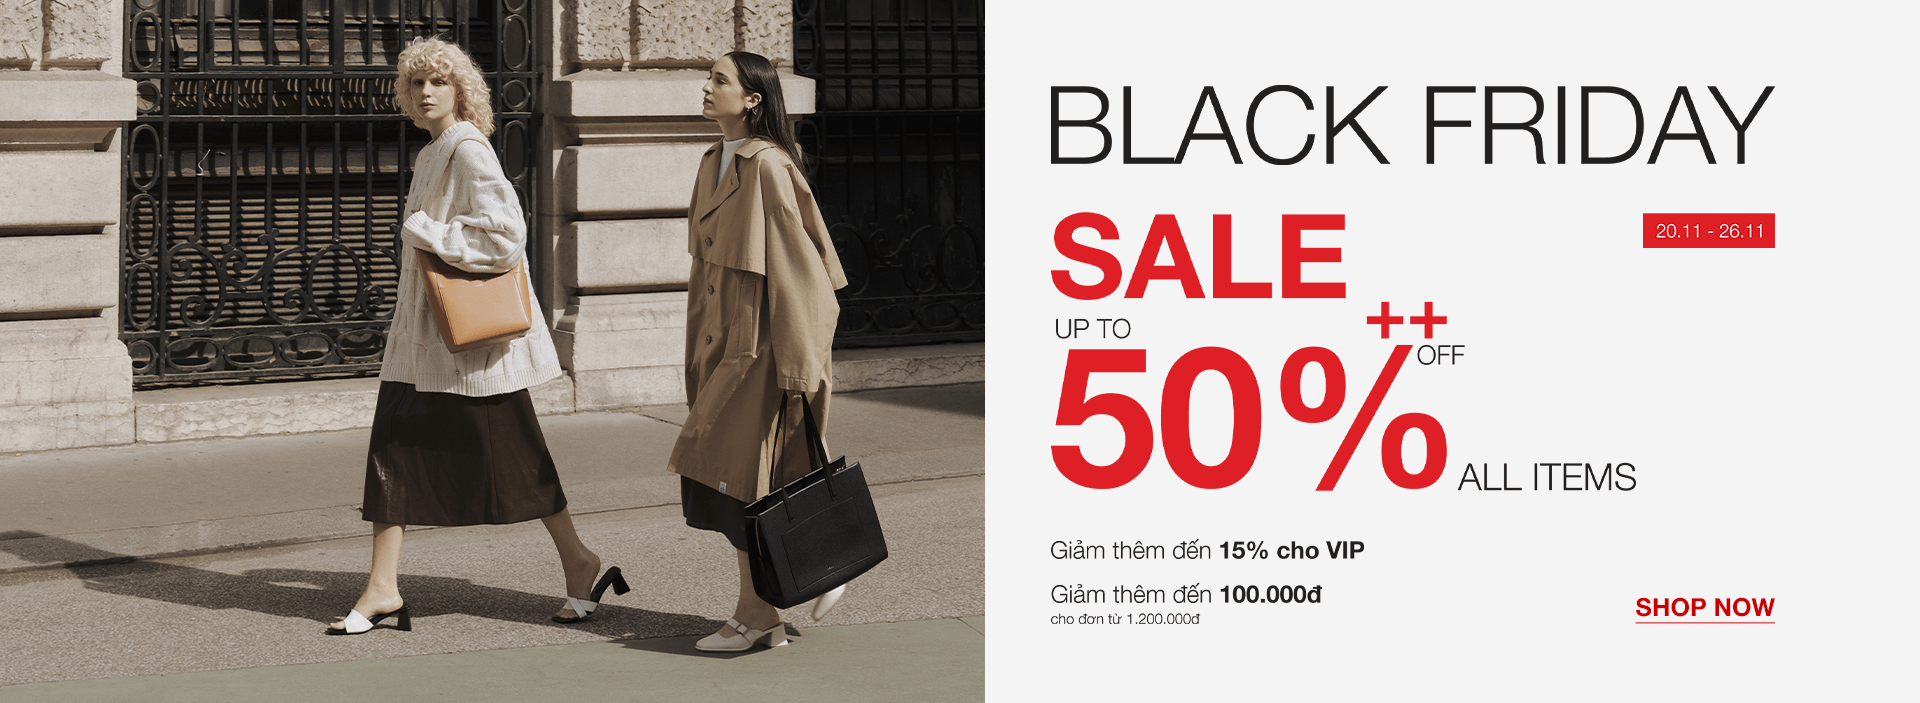 BLACK FRIDAY
SALE
20.11 - 26.11
UP TO
50%++
OFF
ALL ITEMS
Giảm thêm đến 15% cho VIP
Giảm thêm đến 100.000đ
cho đơn từ 1.200.000đ
SHOP NOW